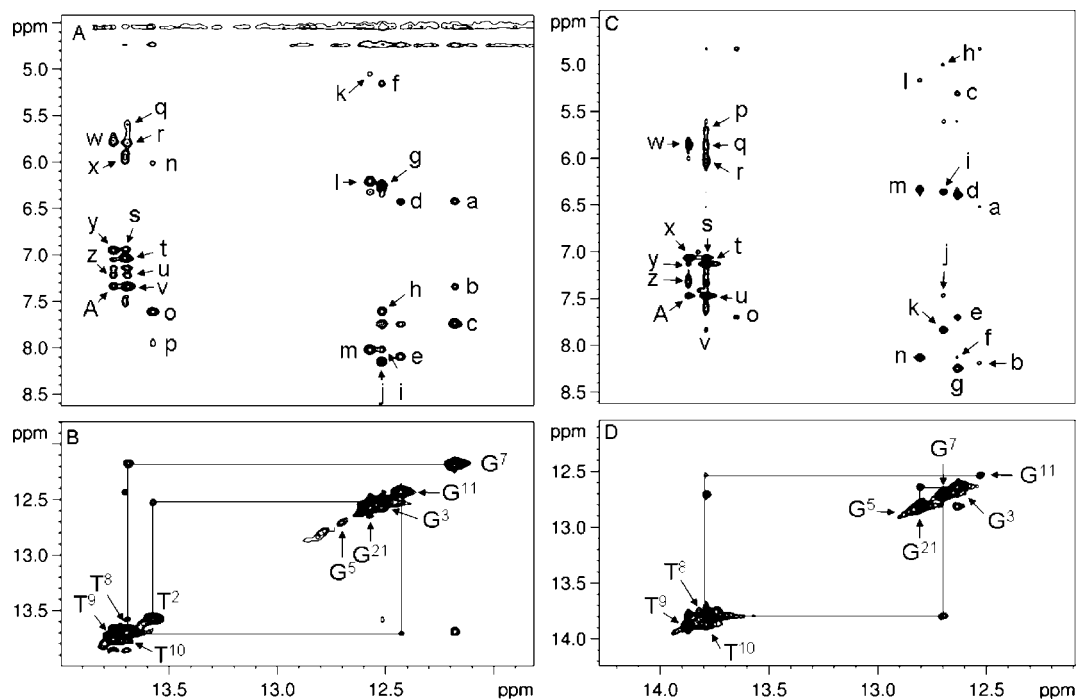 ppm A
5.0
5.5
6.0
6.5
7.0
7.5
8.0
8.5
k f
q
w r
x n g
l d a
y s
z t
u b
A v h
o c
p m e
j i
ppm B
12.5
13.0
13.5
G7
G11
G3
G21
G5
T8
T9 T2
T10
13.5 13.0 12.5 ppm
ppm C
5.0
5.5
6.0
6.5
7.0
7.5
8.0
8.5
h
l c
p
w q
r i
m d
a
x s
y t j
z
A u k e
o f
v n b
g
ppm D
12.5
13.0
13.5
14.0
G7
G11
G5 G3
G21
T8
T9
T10
14.0 13.5 13.0 12.5 ppm